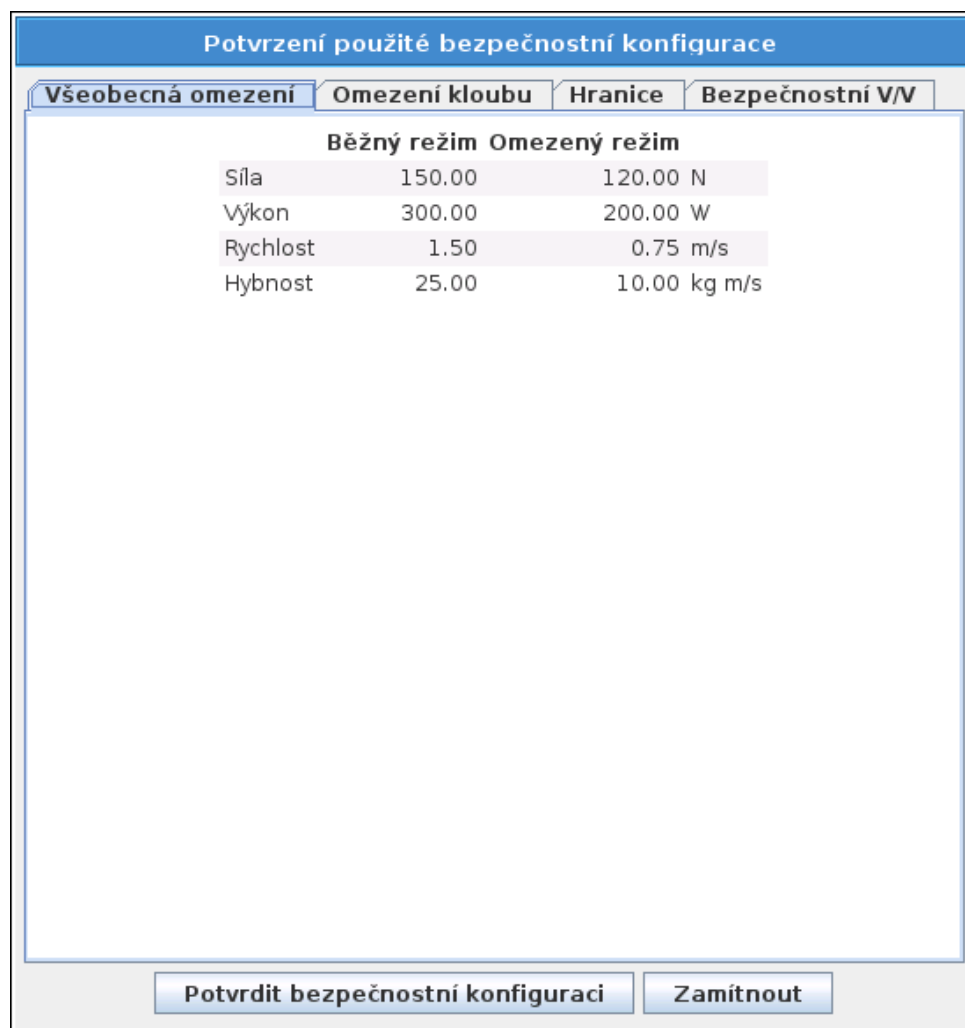 Potvrzení použité bezpečnostní konfigurace
Všeobecná omezení Omezení kloubu Hranice Bezpečnostní V/V
Běžný režim Omezený režim
Síla 150.00 120.00 N
Výkon 300.00 200.00 W
Rychlost 1.50 0.75 m/s
Hybnost 25.00 10.00 kg m/s
Potvrdit bezpečnostní konfiguraci Zamítnout